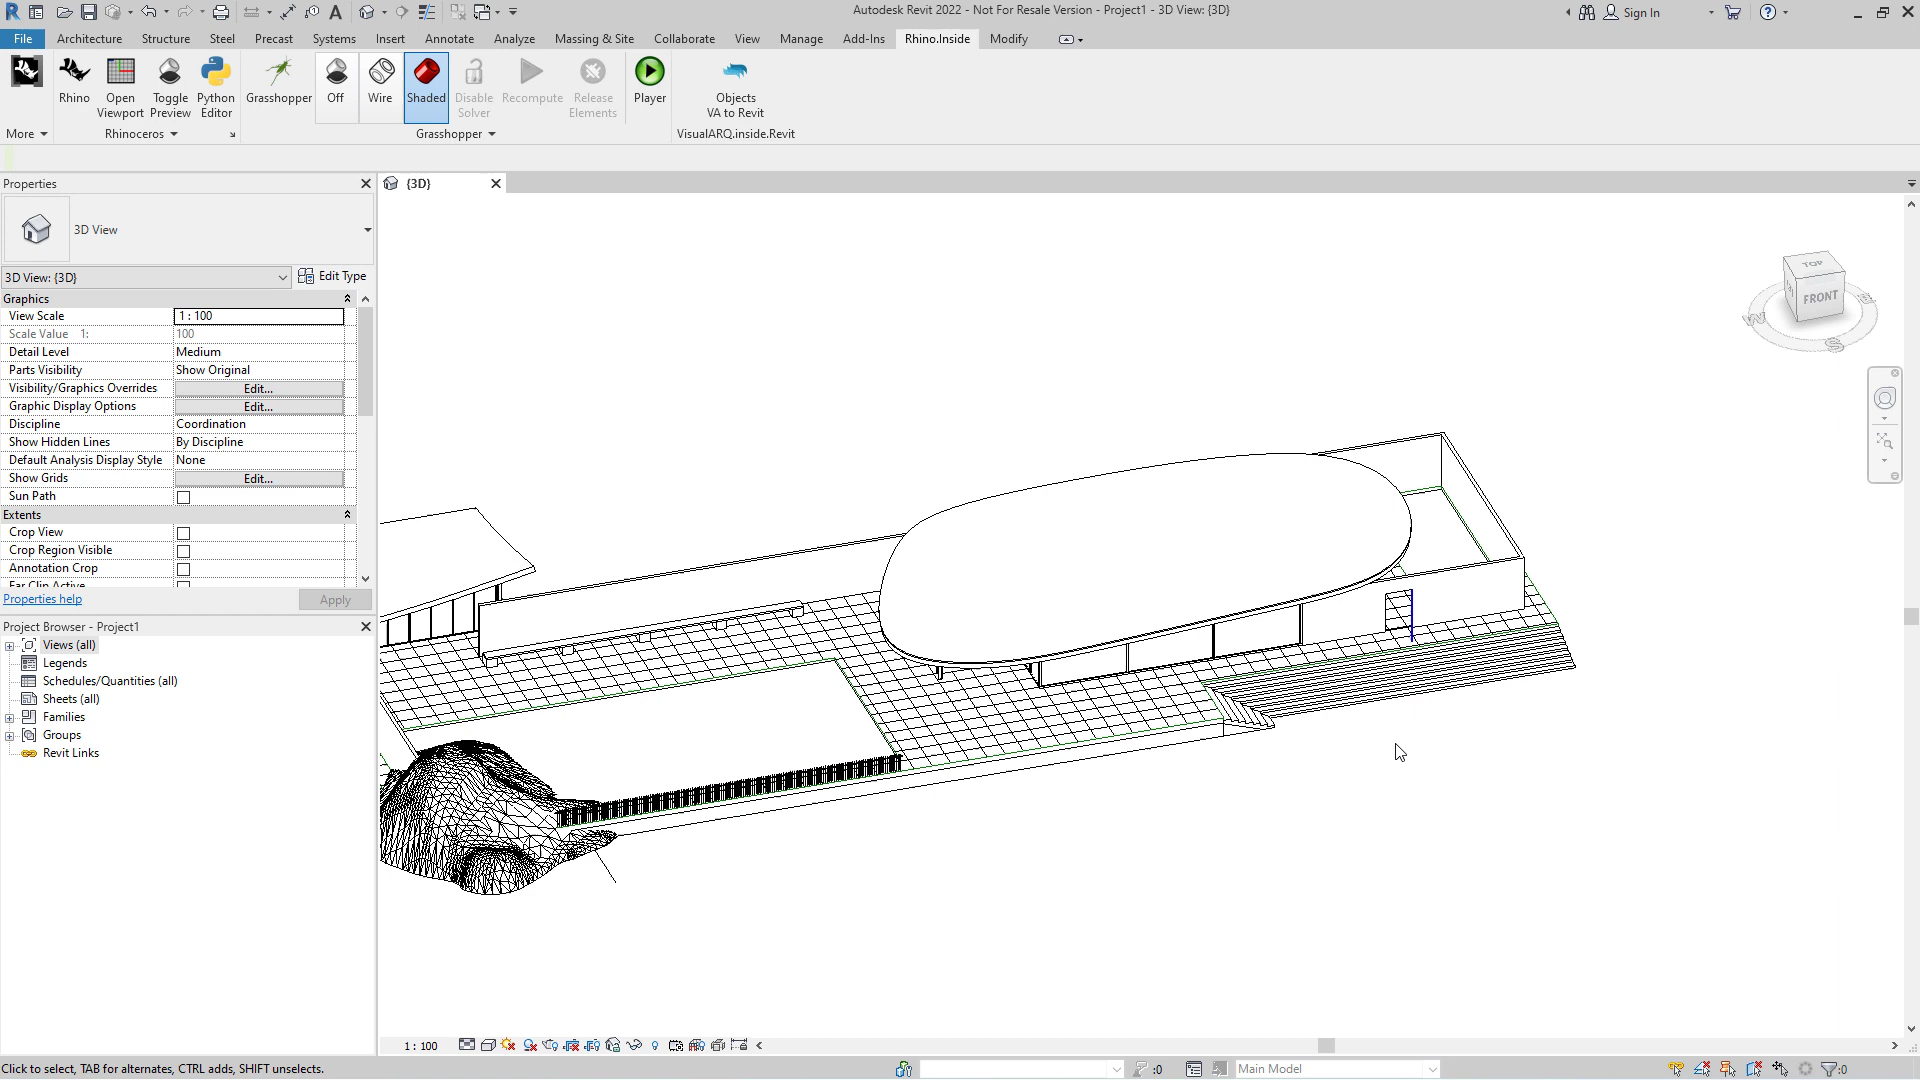 Autodesk Revit 2022 - Not For Resale Version - Project1 - 3D View: {3D}
Sign In
File Architecture Structure Steel Precast Systems Insert Annotate Analyze Massing & Site Collaborate View Manage Add-Ins Rhino.Inside Modify
Rhino
Open Viewport
Toggle Preview
Python Editor
Grasshopper
Off
Wire
Shaded
Disable Solver
Recompute
Release Elements
Player
Objects VA to Revit
More
Rhinoceros
Grasshopper
VisualARQ.inside.Revit
Properties
{3D}
3D View
3D View: {3D}
Edit Type
Graphics
View Scale 1 : 100
Scale Value 1: 100
Detail Level Medium
Parts Visibility Show Original
Visibility/Graphics Overrides Edit...
Graphic Display Options Edit...
Discipline Coordination
Show Hidden Lines By Discipline
Default Analysis Display Style None
Show Grids Edit...
Sun Path
Extents
Crop View
Crop Region Visible
Annotation Crop
Far Clip Active
Properties help
Apply
Project Browser - Project1
Views (all)
Legends
Schedules/Quantities (all)
Sheets (all)
Families
Groups
Revit Links
TOP
FRONT
W
S
1 : 100
Click to select, TAB for alternates, CTRL adds, SHIFT unselects.
:0
Main Model
:0